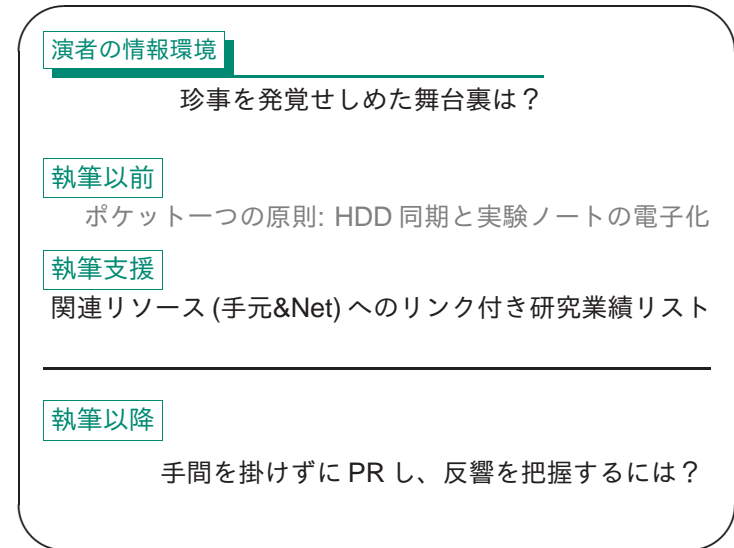 演者の情報環境
珍事を発覚せしめた舞台裏は？
執筆以前
ポケット一つの原則: HDD 同期と実験ノートの電子化
執筆支援
関連リソース (手元&Net) へのリンク付き研究業績リスト
執筆以降
手間を掛けずに PR し、反響を把握するには？